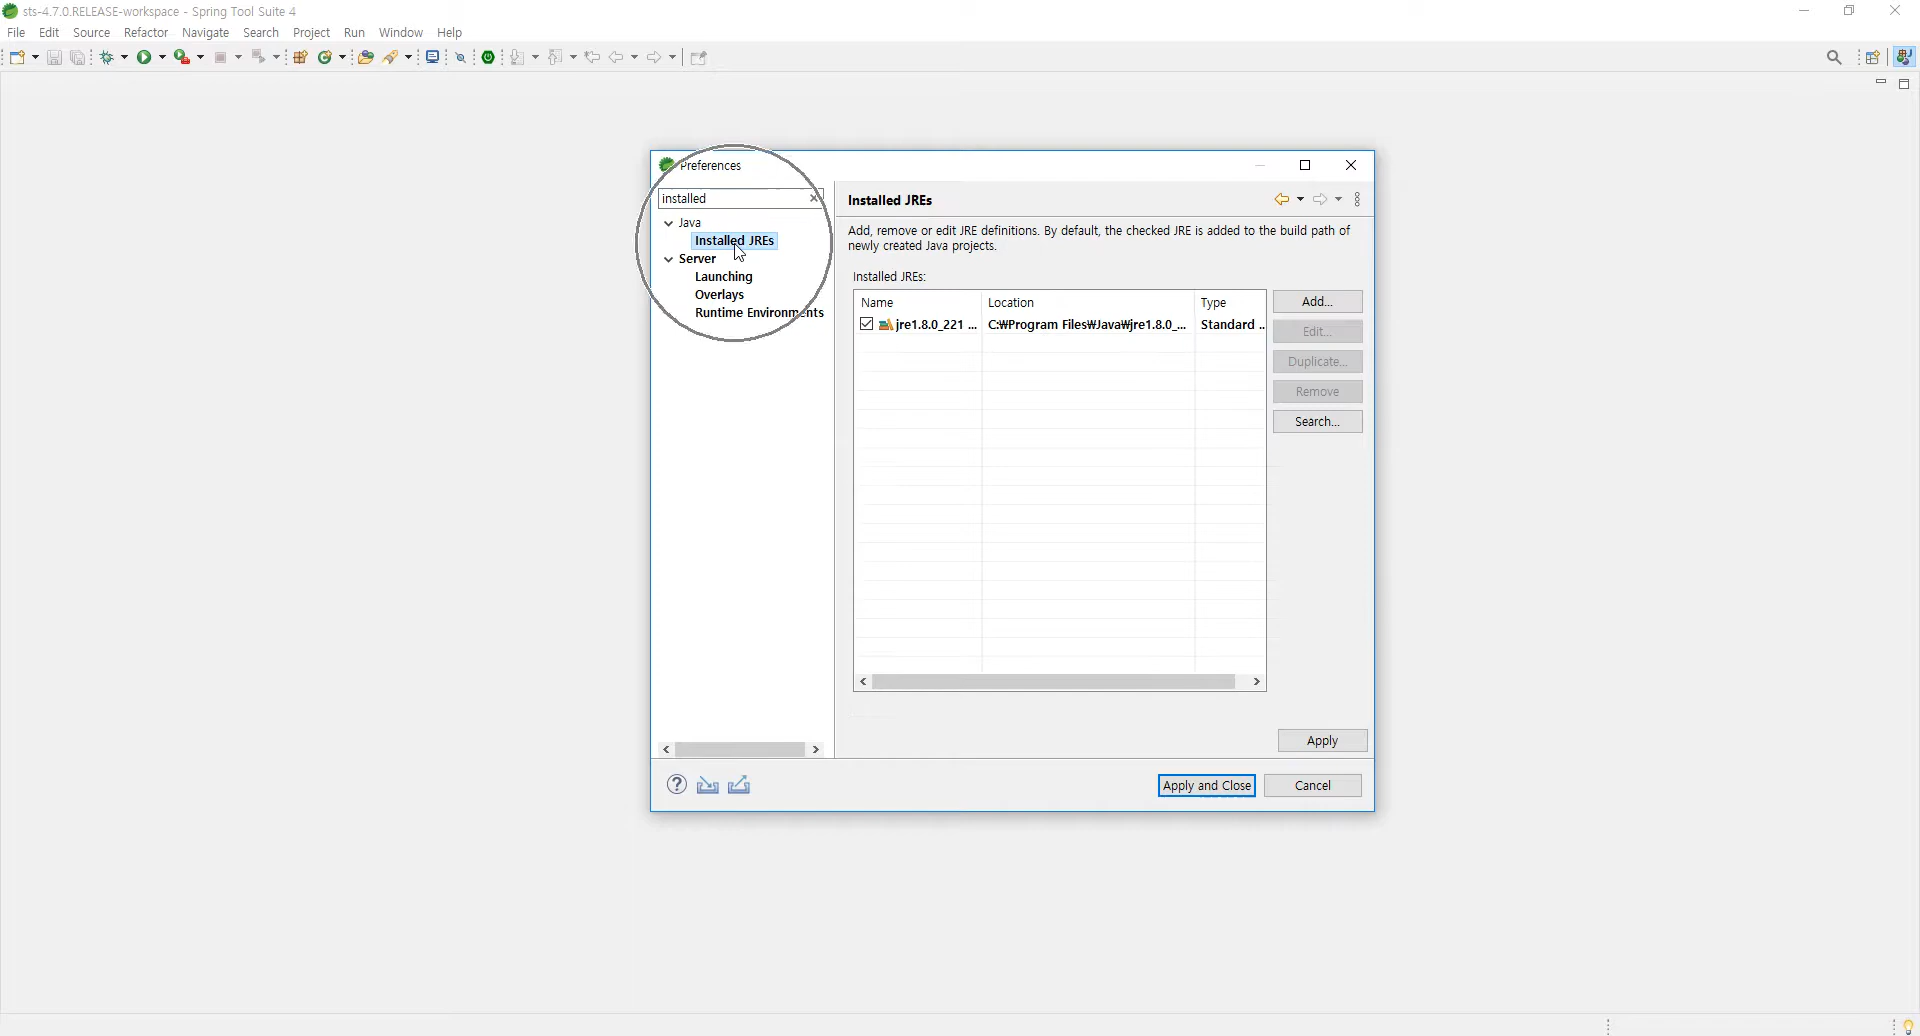 sts-4.7.0.RELEASE-workspace - Spring Tool Suite 4
File Edit Source Refactor Navigate Search Project Run Window Help
Preferences
installed
Java
Installed JREs
Server
Launching
Overlays
Runtime Environments
Installed JREs
Add, remove or edit JRE definitions. By default, the checked JRE is added to the build path of
newly created Java projects.
Installed JREs:
Name Location Type
jre1.8.0_221 ... C:₩Program Files₩Java₩jre1.8.0_... Standard ..
Add...
Edit...
Duplicate...
Remove
Search...
Apply
Apply and Close Cancel